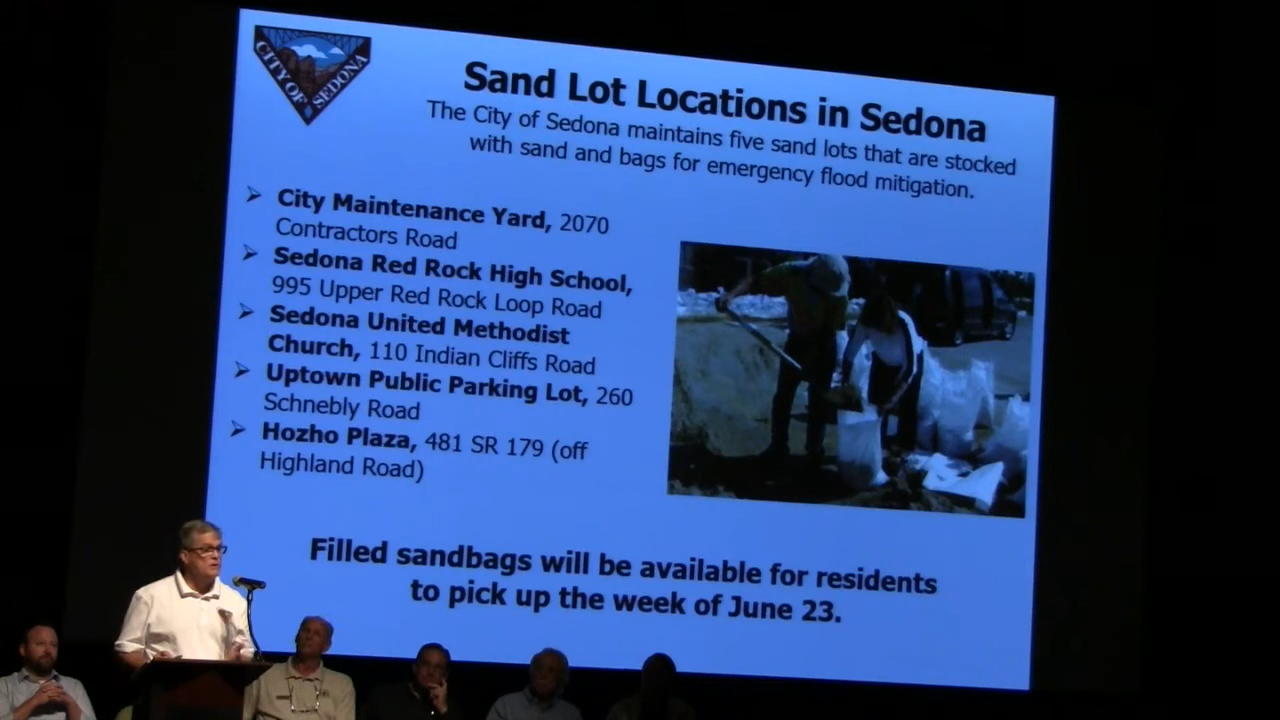 CITY OF SEDONA
Sand Lot Locations in Sedona
The City of Sedona maintains five sand lots that are stocked
with sand and bags for emergency flood mitigation.
➢ City Maintenance Yard, 2070
Contractors Road
➢ Sedona Red Rock High School,
995 Upper Red Rock Loop Road
➢ Sedona United Methodist
Church, 110 Indian Cliffs Road
➢ Uptown Public Parking Lot, 260
Schnebly Road
➢ Hozho Plaza, 481 SR 179 (off
Highland Road)
Filled sandbags will be available for residents
to pick up the week of June 23.